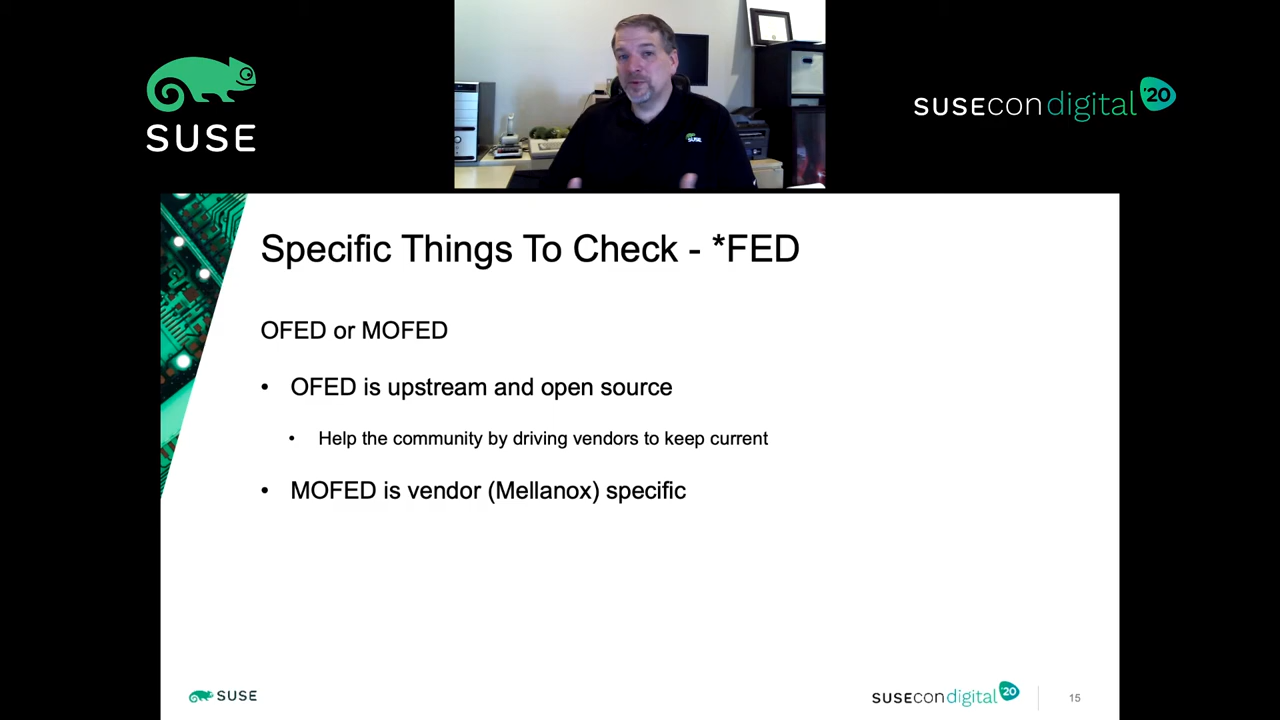 SUSE
SUSEcon digital '20
SUSE
Specific Things To Check - *FED
OFED or MOFED
• OFED is upstream and open source
• Help the community by driving vendors to keep current
• MOFED is vendor (Mellanox) specific
SUSE
SUSEcon digital '20
15